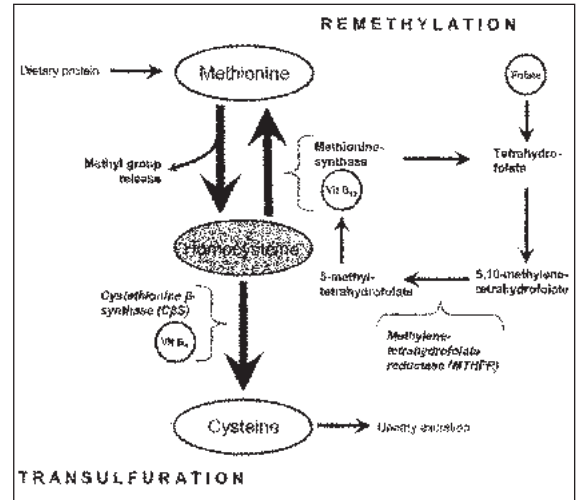 REMETHYLATION
Dietary protein
Methionine
Folate
Methionine-
synthase
Vit B12
Methyl group
release
Tetrahydro-
folate
Homocysteine
5-methyl-
tetrahydrofolate
5,10-methylene-
tetrahydrofolate
Cystathionine β-
synthase (CβS)
Vit B6
Methylene-
tetrahydrofolate
reductase (MTHFR)
Cysteine
Urinary excretion
TRANSULFURATION